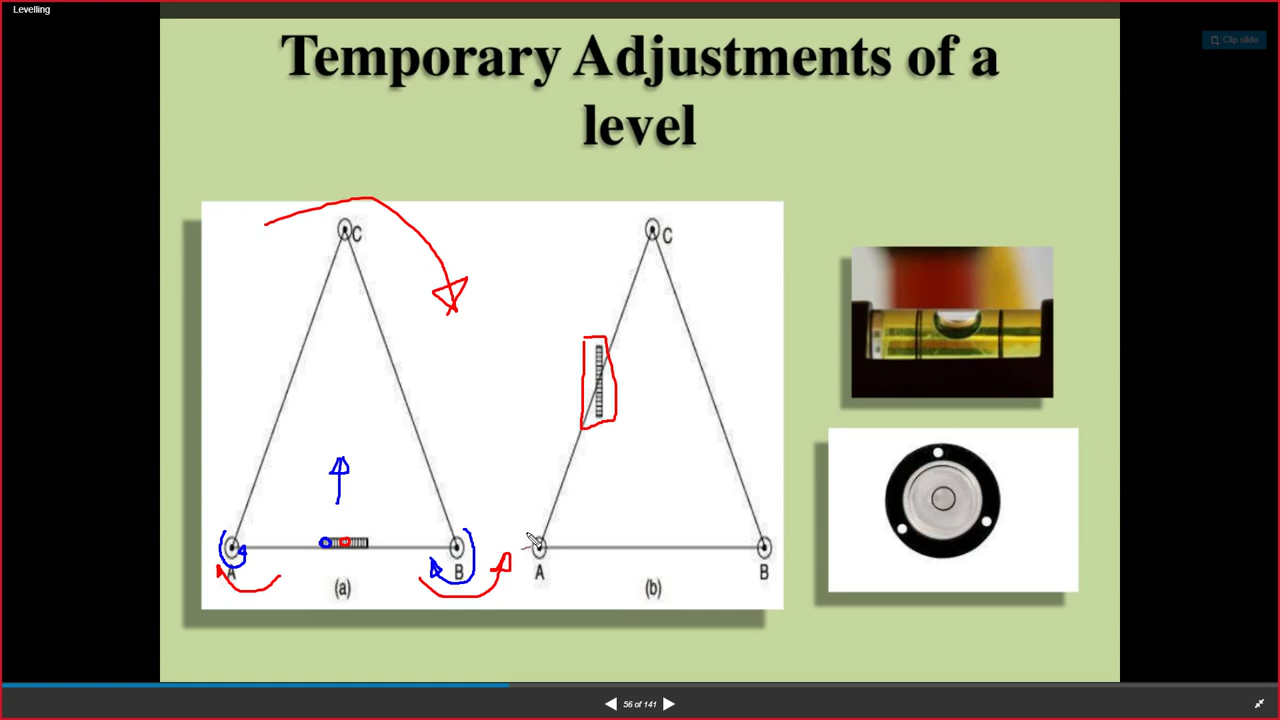 Levelling
Clip slide
Temporary Adjustments of a
level
C
A
B
(a)
C
A
B
(b)
56 of 141